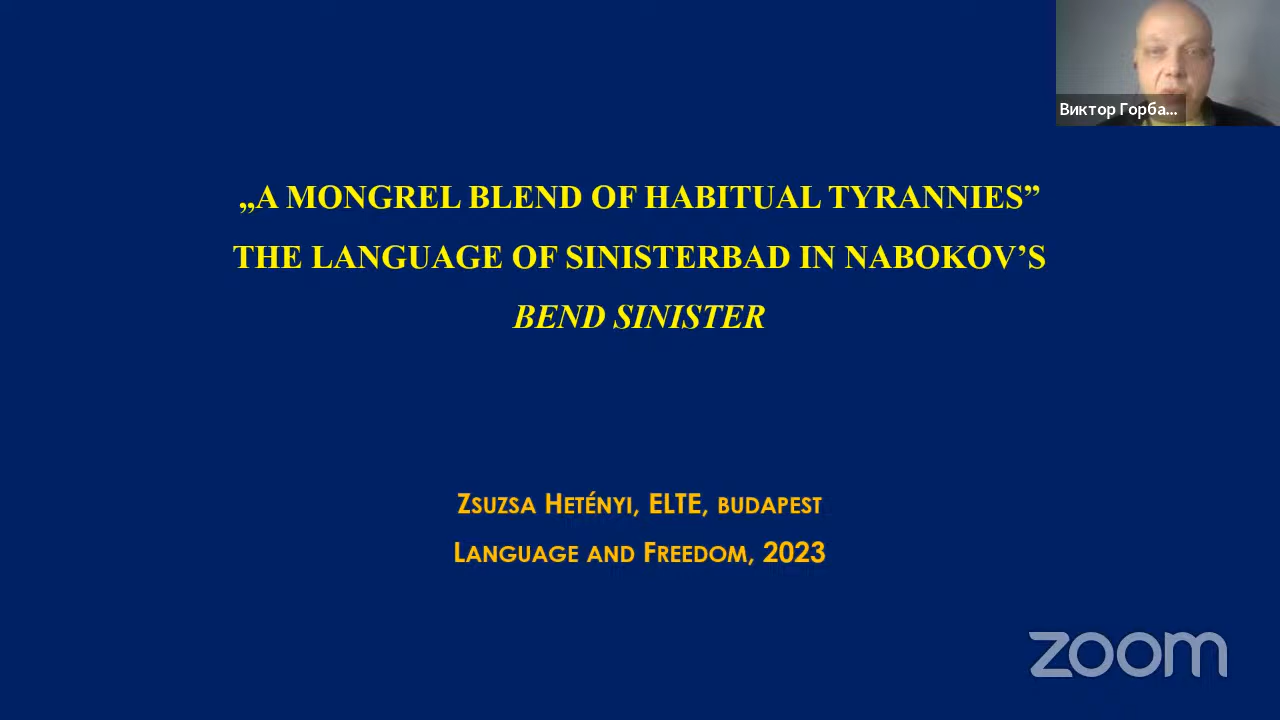 Виктор Горба...
„A MONGREL BLEND OF HABITUAL TYRANNIES”
THE LANGUAGE OF SINISTERBAD IN NABOKOV’S
BEND SINISTER
ZSUZSA HETÉNYI, ELTE, BUDAPEST
LANGUAGE AND FREEDOM, 2023
zoom